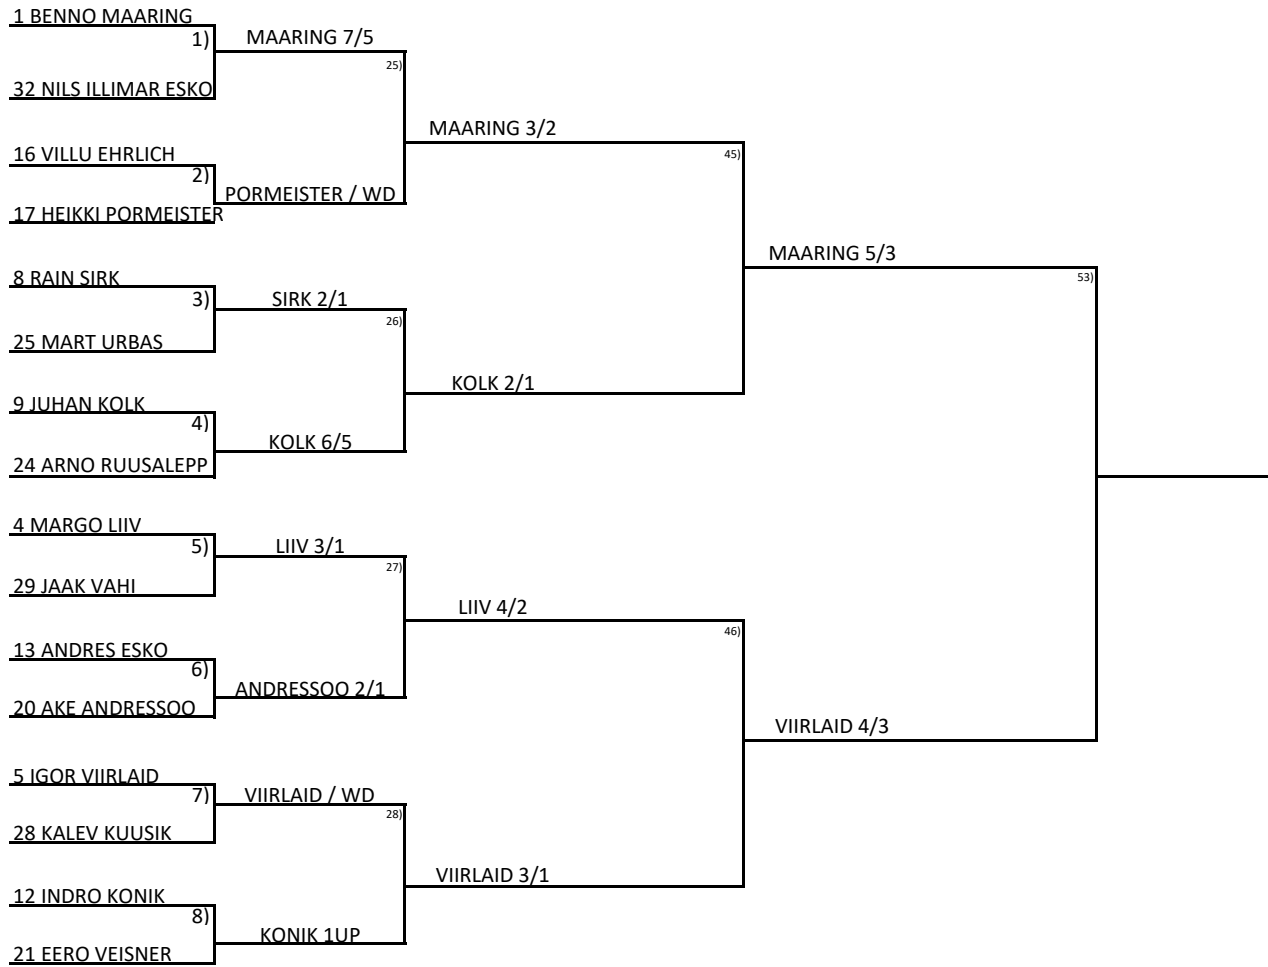 1 BENNO MAARING
1)
MAARING 7/5
25)
32 NILS ILLIMAR ESKO
MAARING 3/2
45)
16 VILLU EHRLICH
2)
PORMEISTER / WD
17 HEIKKI PORMEISTER
MAARING 5/3
53)
8 RAIN SIRK
3)
SIRK 2/1
26)
25 MART URBAS
KOLK 2/1
9 JUHAN KOLK
4)
KOLK 6/5
24 ARNO RUUSALEPP
4 MARGO LIIV
5)
LIIV 3/1
27)
29 JAAK VAHI
LIIV 4/2
46)
13 ANDRES ESKO
6)
ANDRESSOO 2/1
20 AKE ANDRESSOO
VIIRLAID 4/3
5 IGOR VIIRLAID
7)
VIIRLAID / WD
28)
28 KALEV KUUSIK
VIIRLAID 3/1
12 INDRO KONIK
8)
KONIK 1UP
21 EERO VEISNER